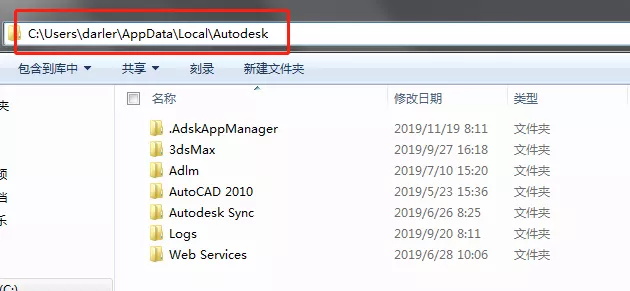 C:\Users\darler\AppData\Local\Autodesk
包含到库中 共享 刻录 新建文件夹
名称 修改日期 类型
夹
.AdskAppManager 2019/11/19 8:11 文件夹
3dsMax 2019/9/27 16:18 文件夹
Adlm 2019/7/10 15:20 文件夹
频
AutoCAD 2010 2019/5/23 15:36 文件夹
档
Autodesk Sync 2019/6/26 8:25 文件夹
乐
Logs 2019/9/20 8:11 文件夹
Web Services 2019/6/28 10:06 文件夹
(C:)